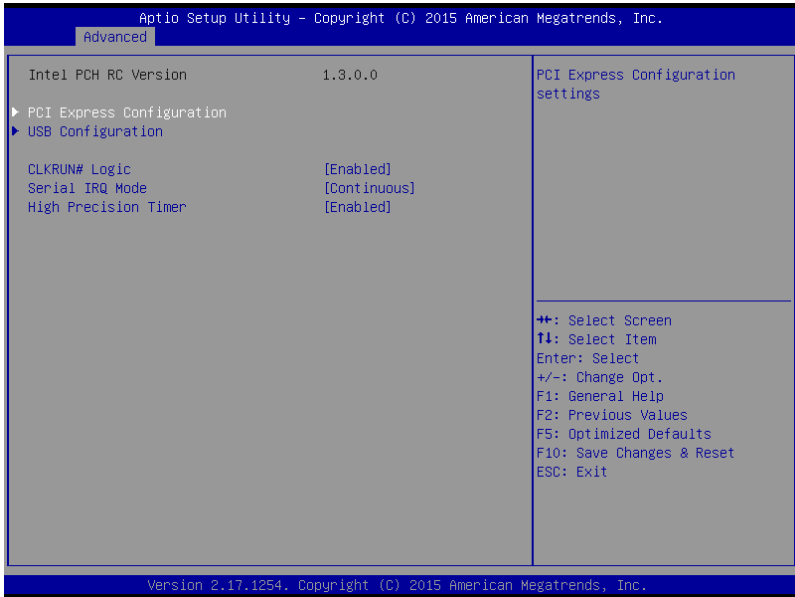 Aptio Setup Utility – Copyright (C) 2015 American Megatrends, Inc.
Advanced
Intel PCH RC Version 1.3.0.0
► PCI Express Configuration
► USB Configuration
CLKRUN# Logic [Enabled]
Serial IRQ Mode [Continuous]
High Precision Timer [Enabled]
PCI Express Configuration
settings
→←: Select Screen
↑↓: Select Item
Enter: Select
+/-: Change Opt.
F1: General Help
F2: Previous Values
F5: Optimized Defaults
F10: Save Changes & Reset
ESC: Exit
Version 2.17.1254. Copyright (C) 2015 American Megatrends, Inc.